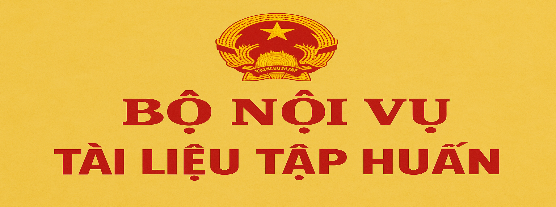 BỘ NỘI VỤ
TÀI LIỆU TẬP HUẤN